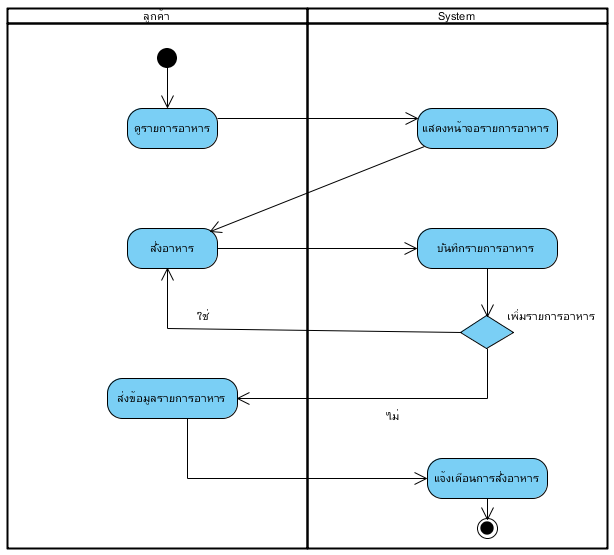 ลูกค้า
System
ดูรายการอาหาร
แสดงหน้าจอรายการอาหาร
สั่งอาหาร
บันทึกรายการอาหาร
ใช่
เพิ่มรายการอาหาร
ส่งข้อมูลรายการอาหาร
ไม่
แจ้งเตือนการสั่งอาหาร